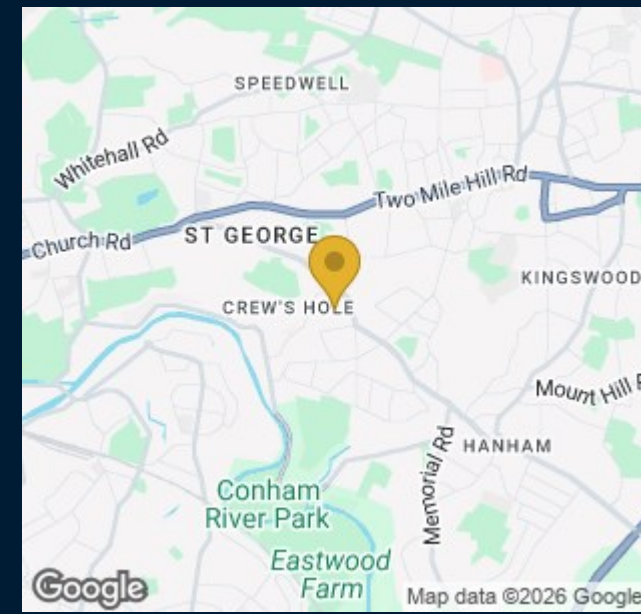 SPEEDWELL
Whitehall Rd
Two Mile Hill Rd
Church Rd
ST GEORGE
KINGSWOOD
CREW'S HOLE
Mount Hill R
Memorial Rd
HANHAM
Conham
River Park
Eastwood
Farm
Google
Map data ©2026 Google